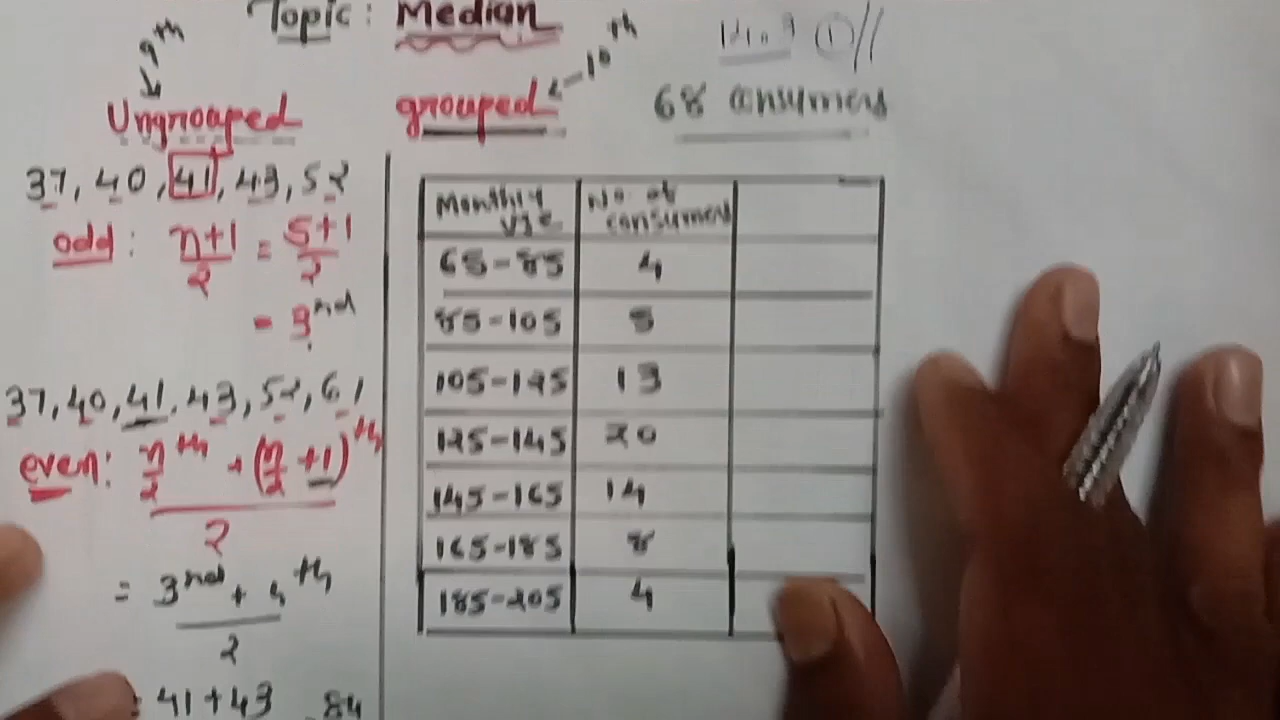 Topic: Median
14.3 ①//
9th
Ungrouped
grouped
10th
68 consumers
37, 40, 41, 43, 52
odd: n+1/2 = 5+1/2
= 3rd
37, 40, 41, 43, 52, 61
even: n/2 th + (n/2 +1)th
2
= 3rd + 4th
2
41+43 84
Monthly No. of
consumers
65-85 4
85-105 5
105-125 13
125-145 20
145-165 14
165-185 8
185-205 4